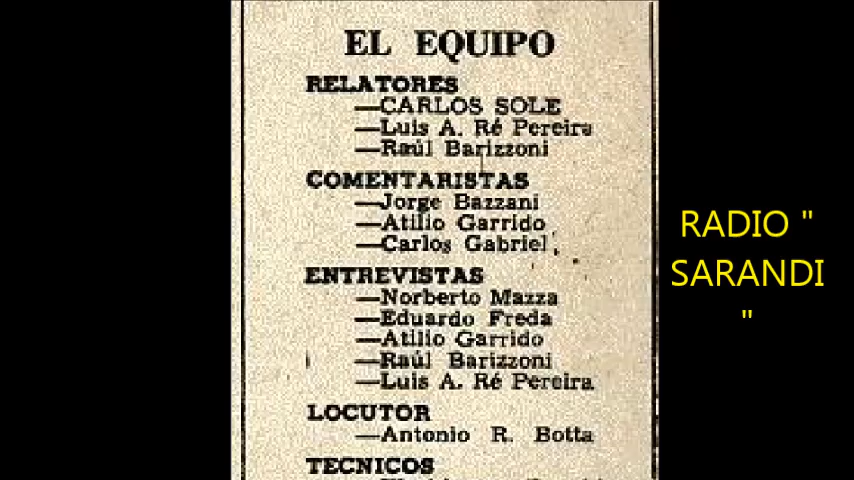 EL EQUIPO
RELATORES
—CARLOS SOLE
—Luis A. Ré Pereira
—Raúl Barizzoni
COMENTARISTAS
—Jorge Bazzani
—Atilio Garrido
—Carlos Gabriel
ENTREVISTAS
—Norberto Mazza
—Eduardo Freda
—Atilio Garrido
—Raúl Barizzoni
—Luis A. Ré Pereira
LOCUTOR
—Antonio R. Botta
TECNICOS
RADIO "
SARANDI
"